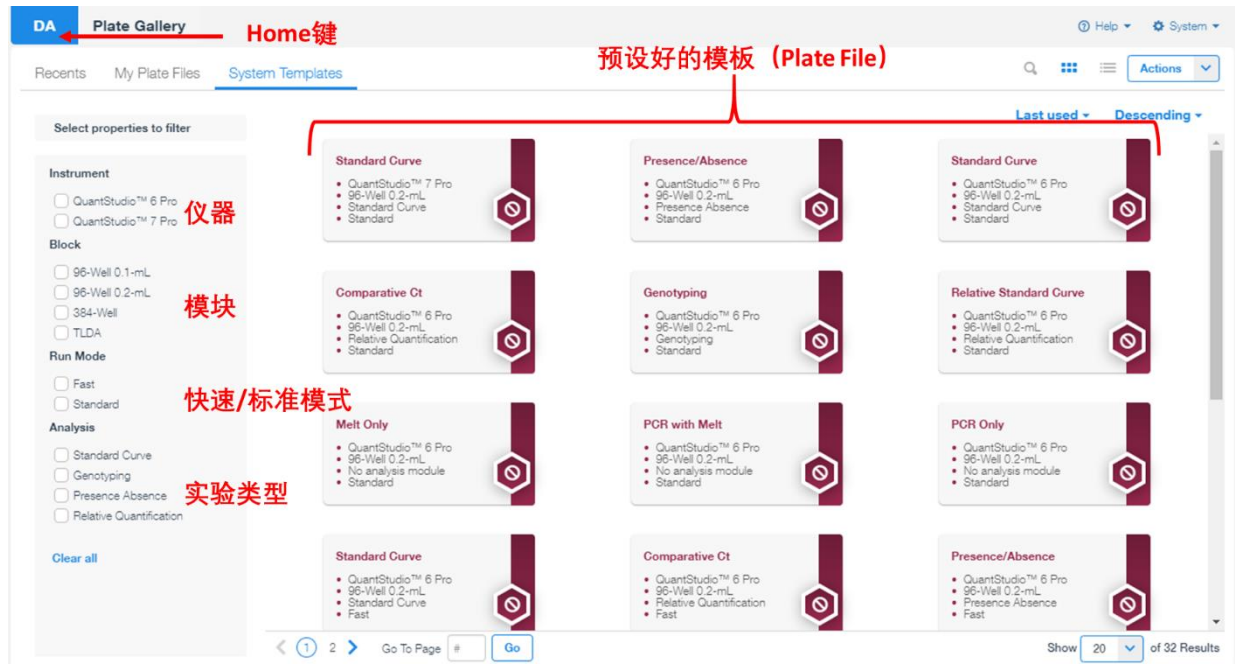 DA
Plate Gallery
Home键
Help
System
Recents
My Plate Files
System Templates
预设好的模板（Plate File）
Actions
Last used
Descending
Select properties to filter
Instrument
QuantStudio™ 6 Pro
QuantStudio™ 7 Pro
仪器
Block
96-Well 0.1-mL
96-Well 0.2-mL
384-Well
TLDA
模块
Run Mode
Fast
Standard
快速/标准模式
Analysis
Standard Curve
Genotyping
Presence Absence
Relative Quantification
实验类型
Clear all
Standard Curve
• QuantStudio™ 7 Pro
• 96-Well 0.2-mL
• Standard Curve
• Standard
Presence/Absence
• QuantStudio™ 6 Pro
• 96-Well 0.2-mL
• Presence Absence
• Standard
Standard Curve
• QuantStudio™ 6 Pro
• 96-Well 0.2-mL
• Standard Curve
• Standard
Comparative Ct
• QuantStudio™ 6 Pro
• 96-Well 0.2-mL
• Relative Quantification
• Standard
Genotyping
• QuantStudio™ 6 Pro
• 96-Well 0.2-mL
• Genotyping
• Standard
Relative Standard Curve
• QuantStudio™ 6 Pro
• 96-Well 0.2-mL
• Relative Quantification
• Standard
Melt Only
• QuantStudio™ 6 Pro
• 96-Well 0.2-mL
• No analysis module
• Standard
PCR with Melt
• QuantStudio™ 6 Pro
• 96-Well 0.2-mL
• No analysis module
• Standard
PCR Only
• QuantStudio™ 6 Pro
• 96-Well 0.2-mL
• No analysis module
• Standard
Standard Curve
• QuantStudio™ 6 Pro
• 96-Well 0.2-mL
• Standard Curve
• Fast
Comparative Ct
• QuantStudio™ 6 Pro
• 96-Well 0.2-mL
• Relative Quantification
• Fast
Presence/Absence
• QuantStudio™ 6 Pro
• 96-Well 0.2-mL
• Presence Absence
• Fast
1 2
Go To Page # Go
Show 20 of 32 Results